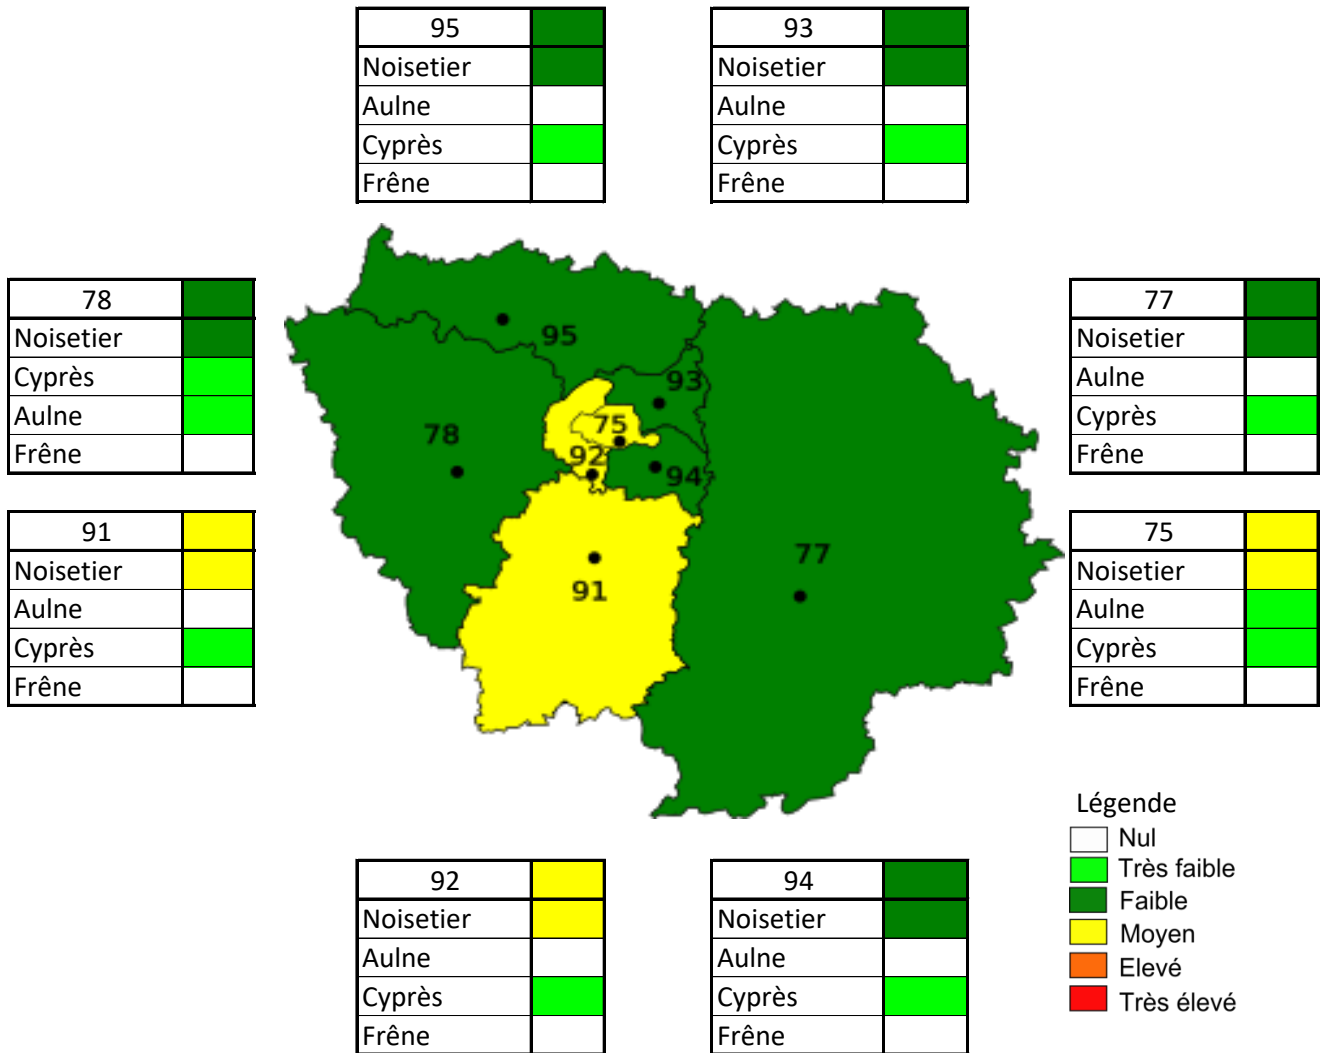 95
Noisetier
Aulne
Cyprès
Frêne
93
Noisetier
Aulne
Cyprès
Frêne
78
Noisetier
Cyprès
Aulne
Frêne
91
Noisetier
Aulne
Cyprès
Frêne
95
93
75
78
92
94
77
91
77
Noisetier
Aulne
Cyprès
Frêne
75
Noisetier
Aulne
Cyprès
Frêne
92
Noisetier
Aulne
Cyprès
Frêne
94
Noisetier
Aulne
Cyprès
Frêne
Légende
Nul
Très faible
Faible
Moyen
Elevé
Très élevé